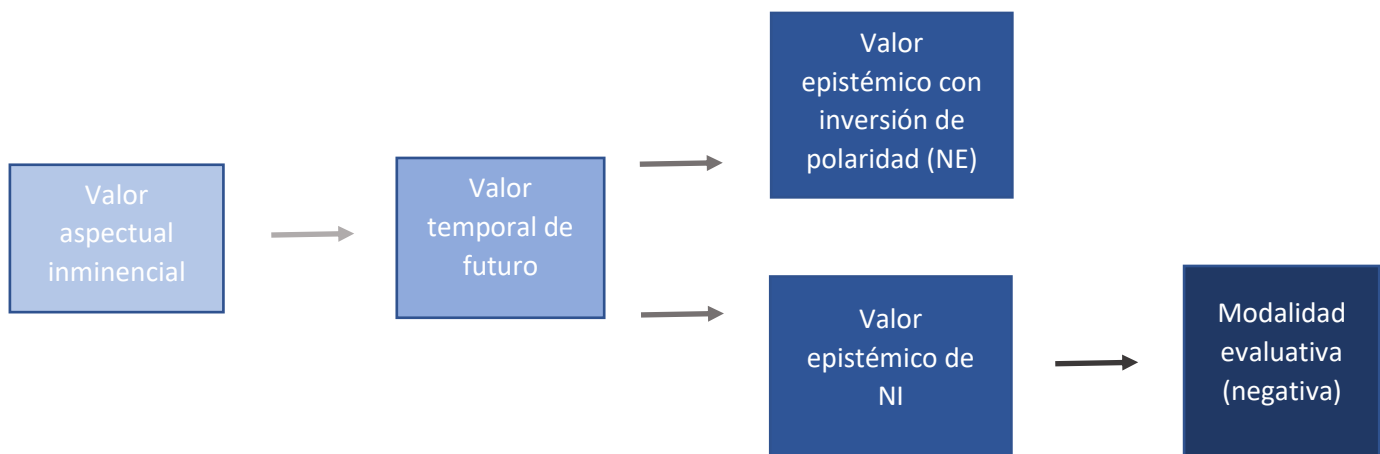 Valor
aspectual
inminencial
Valor
temporal de
futuro
Valor
epistémico con
inversión de
polaridad (NE)
Valor
epistémico de
NI
Modalidad
evaluativa
(negativa)